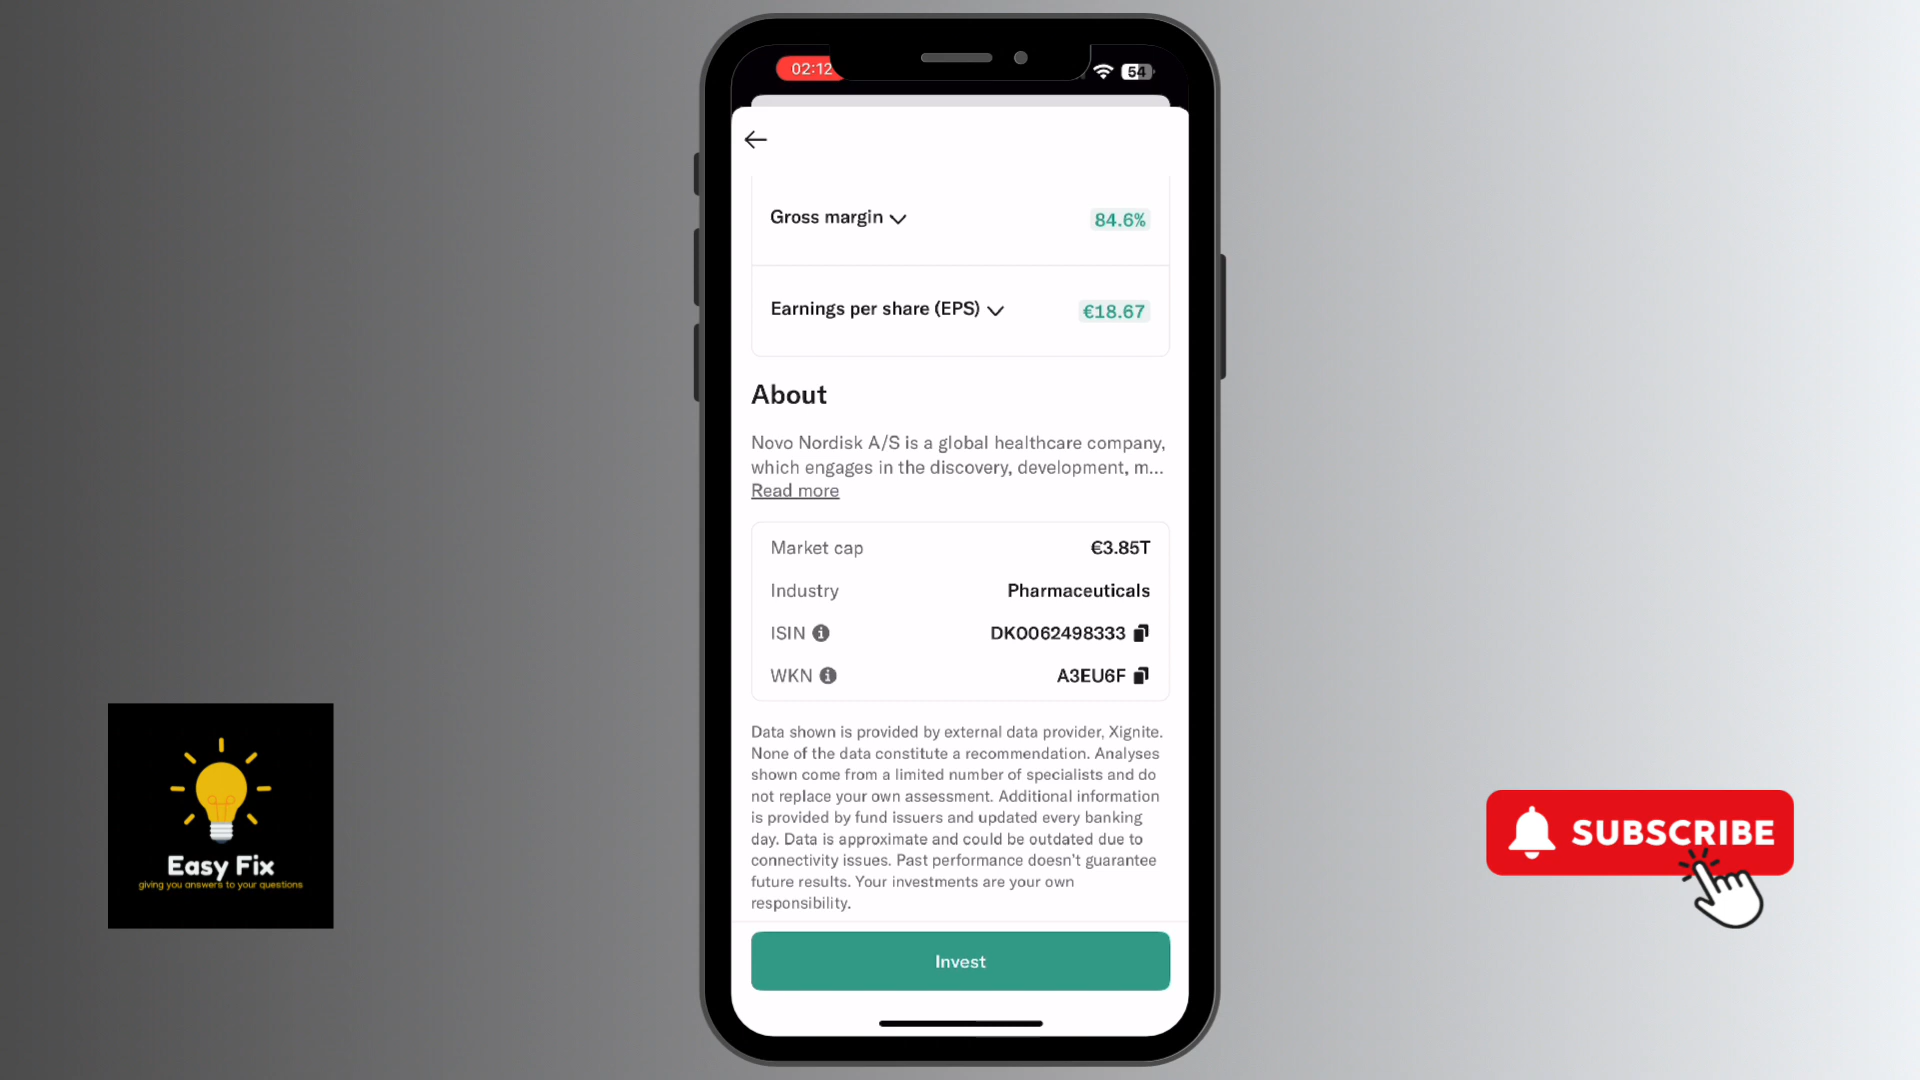 02:12
54
Gross margin
84.6%
Earnings per share (EPS)
€18.67
About
Novo Nordisk A/S is a global healthcare company,
which engages in the discovery, development, m...
Read more
Market cap
€3.85T
Industry
Pharmaceuticals
ISIN
DK0062498333
WKN
A3EU6F
Data shown is provided by external data provider, Xignite.
None of the data constitute a recommendation. Analyses
shown come from a limited number of specialists and do
not replace your own assessment. Additional information
is provided by fund issuers and updated every banking
day. Data is approximate and could be outdated due to
connectivity issues. Past performance doesn't guarantee
future results. Your investments are your own
responsibility.
Invest
Easy Fix
giving you answers to your questions
SUBSCRIBE